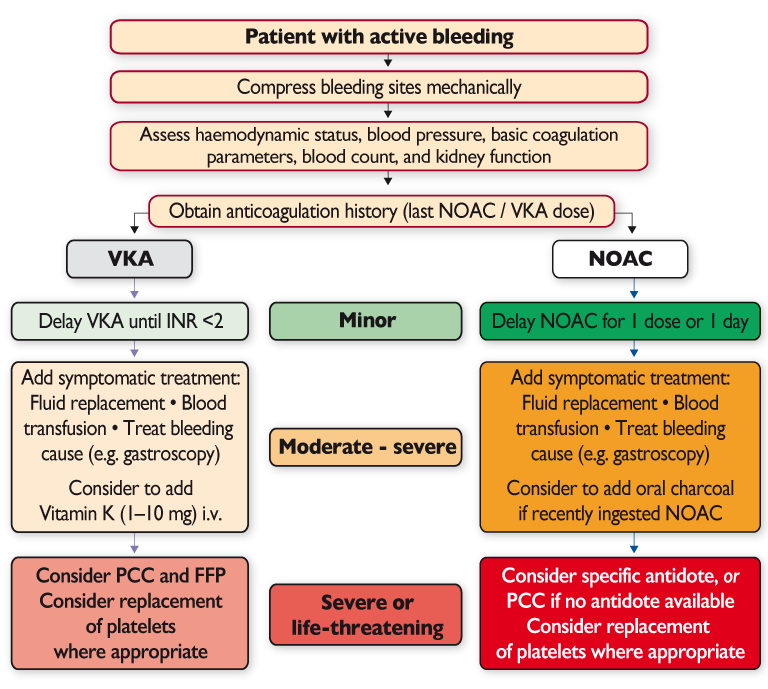 Patient with active bleeding
Compress bleeding sites mechanically
Assess haemodynamic status, blood pressure, basic coagulation
parameters, blood count, and kidney function
Obtain anticoagulation history (last NOAC / VKA dose)
VKA
NOAC
Delay VKA until INR <2
Minor
Delay NOAC for 1 dose or 1 day
Add symptomatic treatment:
Fluid replacement • Blood
transfusion • Treat bleeding
cause (e.g. gastroscopy)
Consider to add
Vitamin K (1–10 mg) i.v.
Moderate - severe
Add symptomatic treatment:
Fluid replacement • Blood
transfusion • Treat bleeding
cause (e.g. gastroscopy)
Consider to add oral charcoal
if recently ingested NOAC
Consider PCC and FFP
Consider replacement
of platelets
where appropriate
Severe or
life-threatening
Consider specific antidote, or
PCC if no antidote available
Consider replacement
of platelets where appropriate